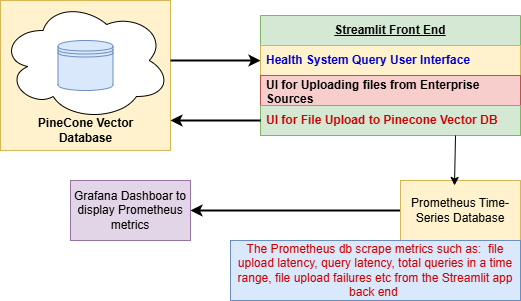 Streamlit Front End
Health System Query User Interface
UI for Uploading files from Enterprise
Sources
UI for File Upload to Pinecone Vector DB
PineCone Vector
Database
Grafana Dashboar to
display Prometheus
metrics
Prometheus Time-
Series Database
The Prometheus db scrape metrics such as:  file
upload latency, query latency, total queries in a time
range, file upload failures etc from the Streamlit app
back end